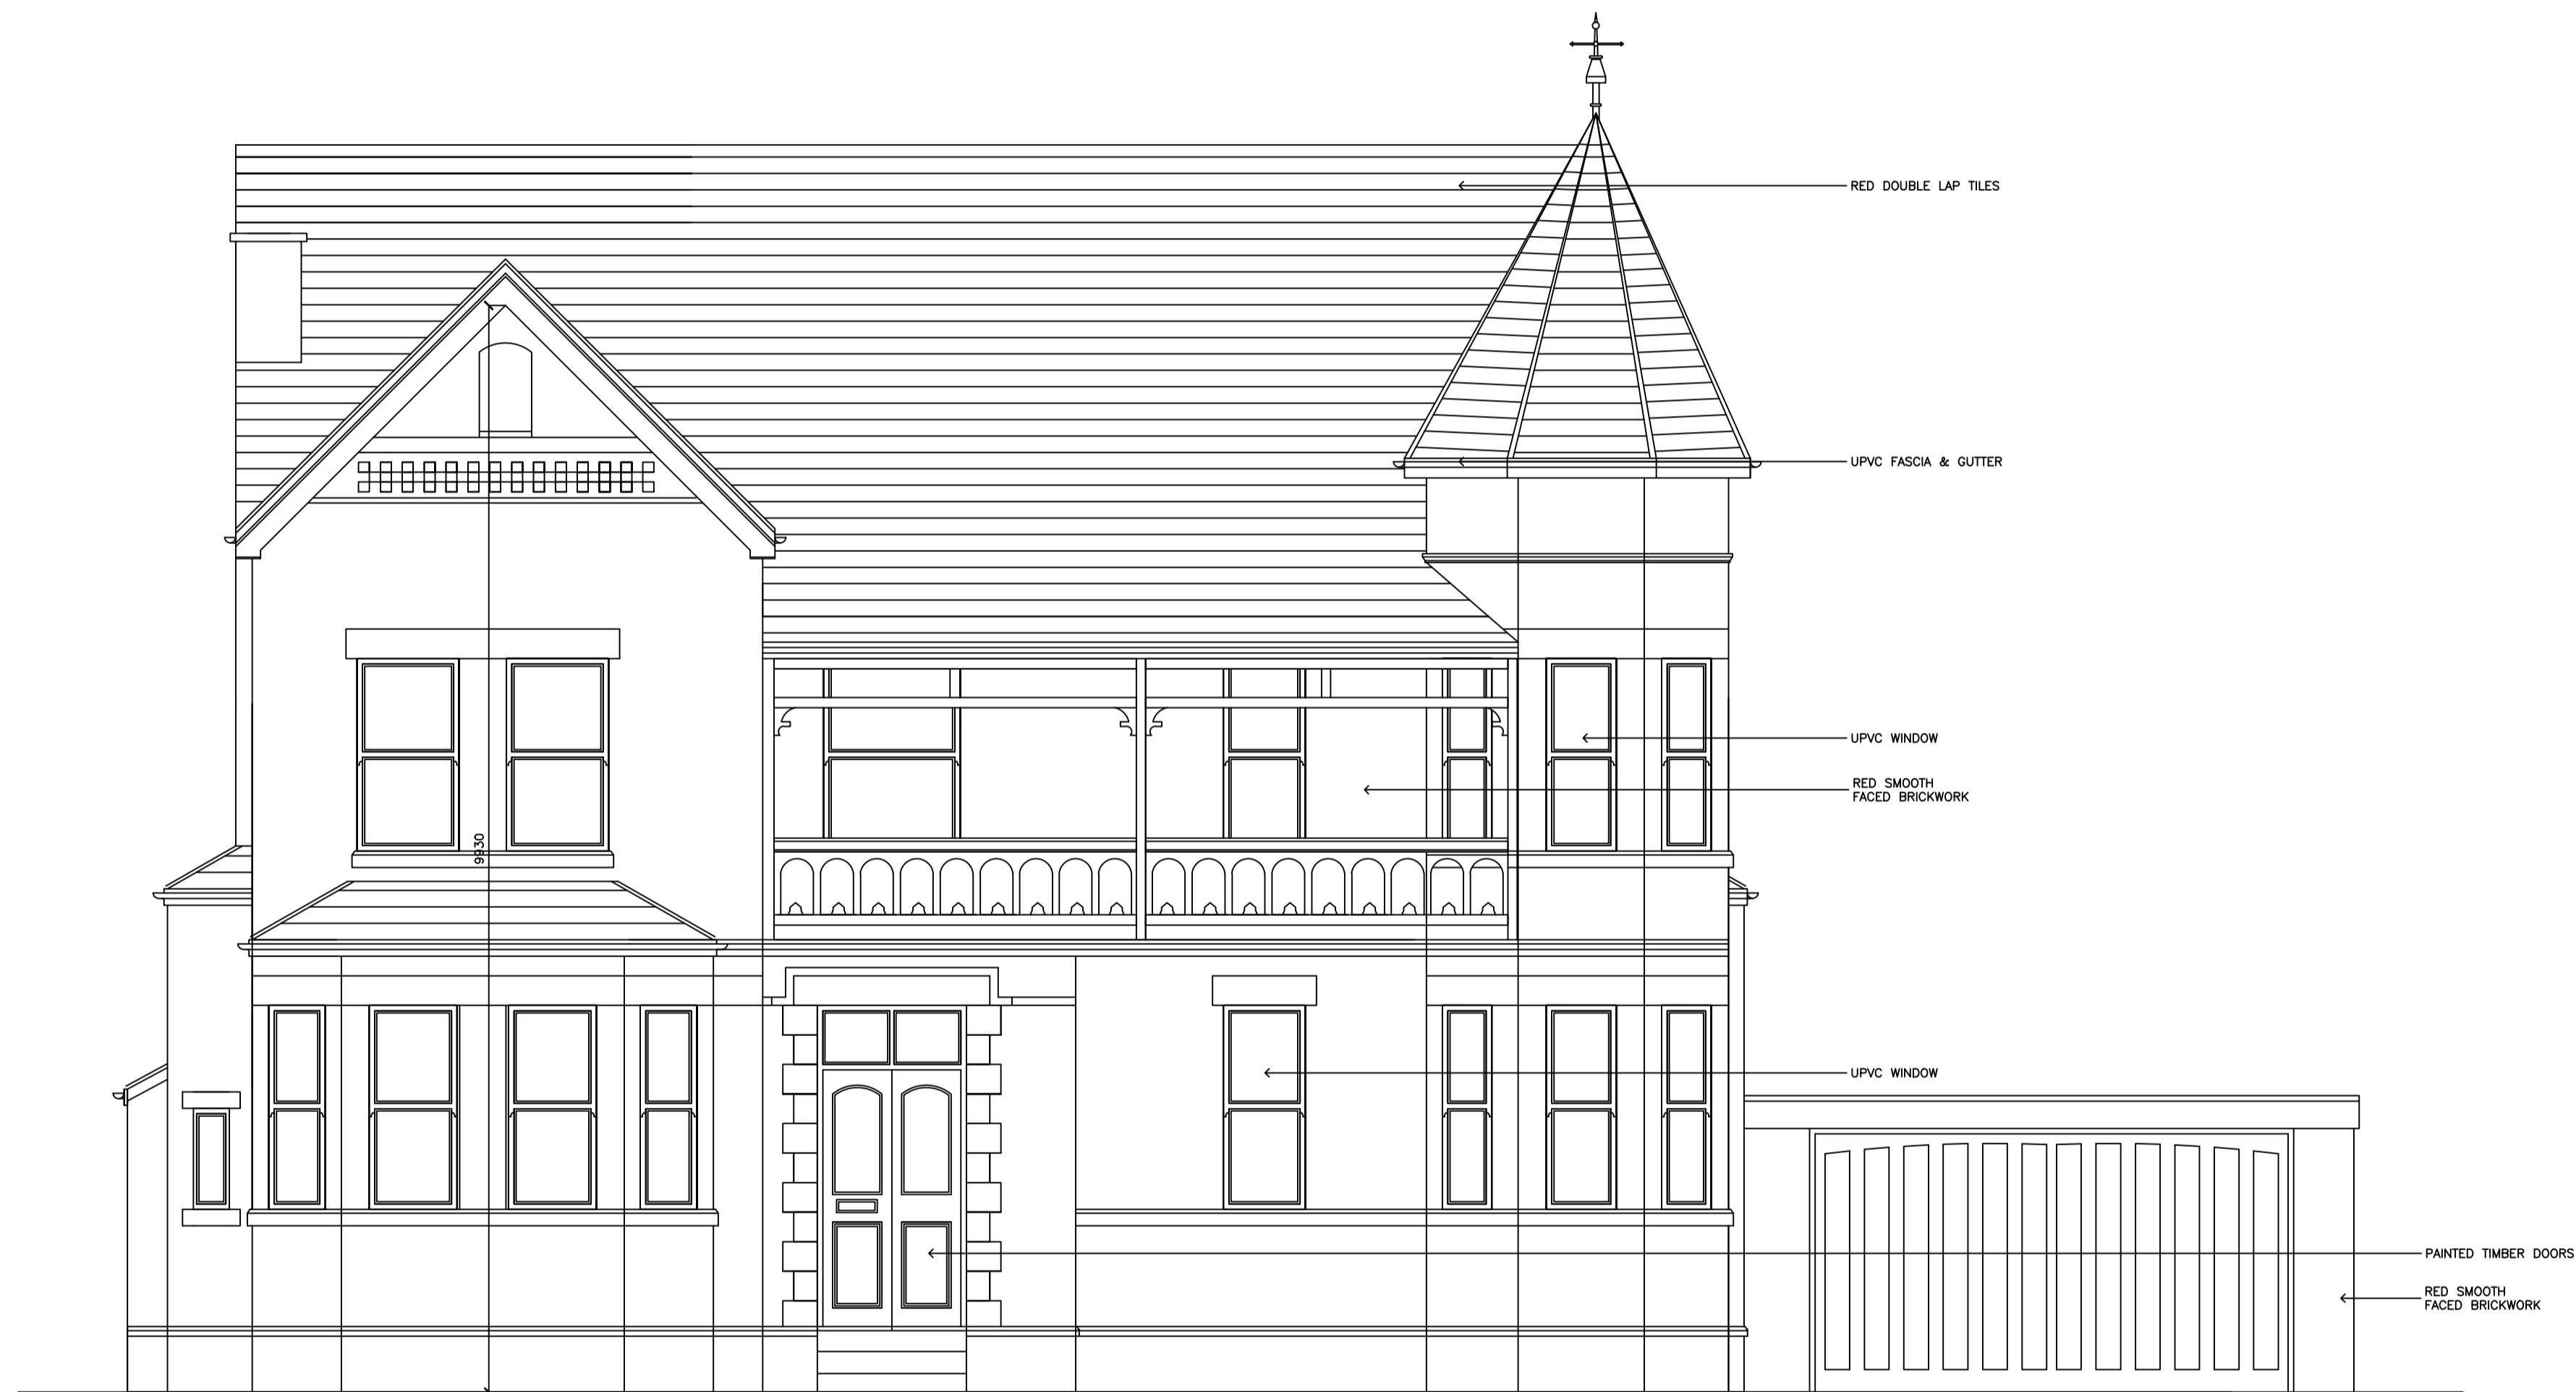 RED DOUBLE LAP TILES
UPVC FASCIA & GUTTER
UPVC WINDOW
RED SMOOTH
FACED BRICKWORK
9930
UPVC WINDOW
PAINTED TIMBER DOORS
RED SMOOTH
FACED BRICKWORK